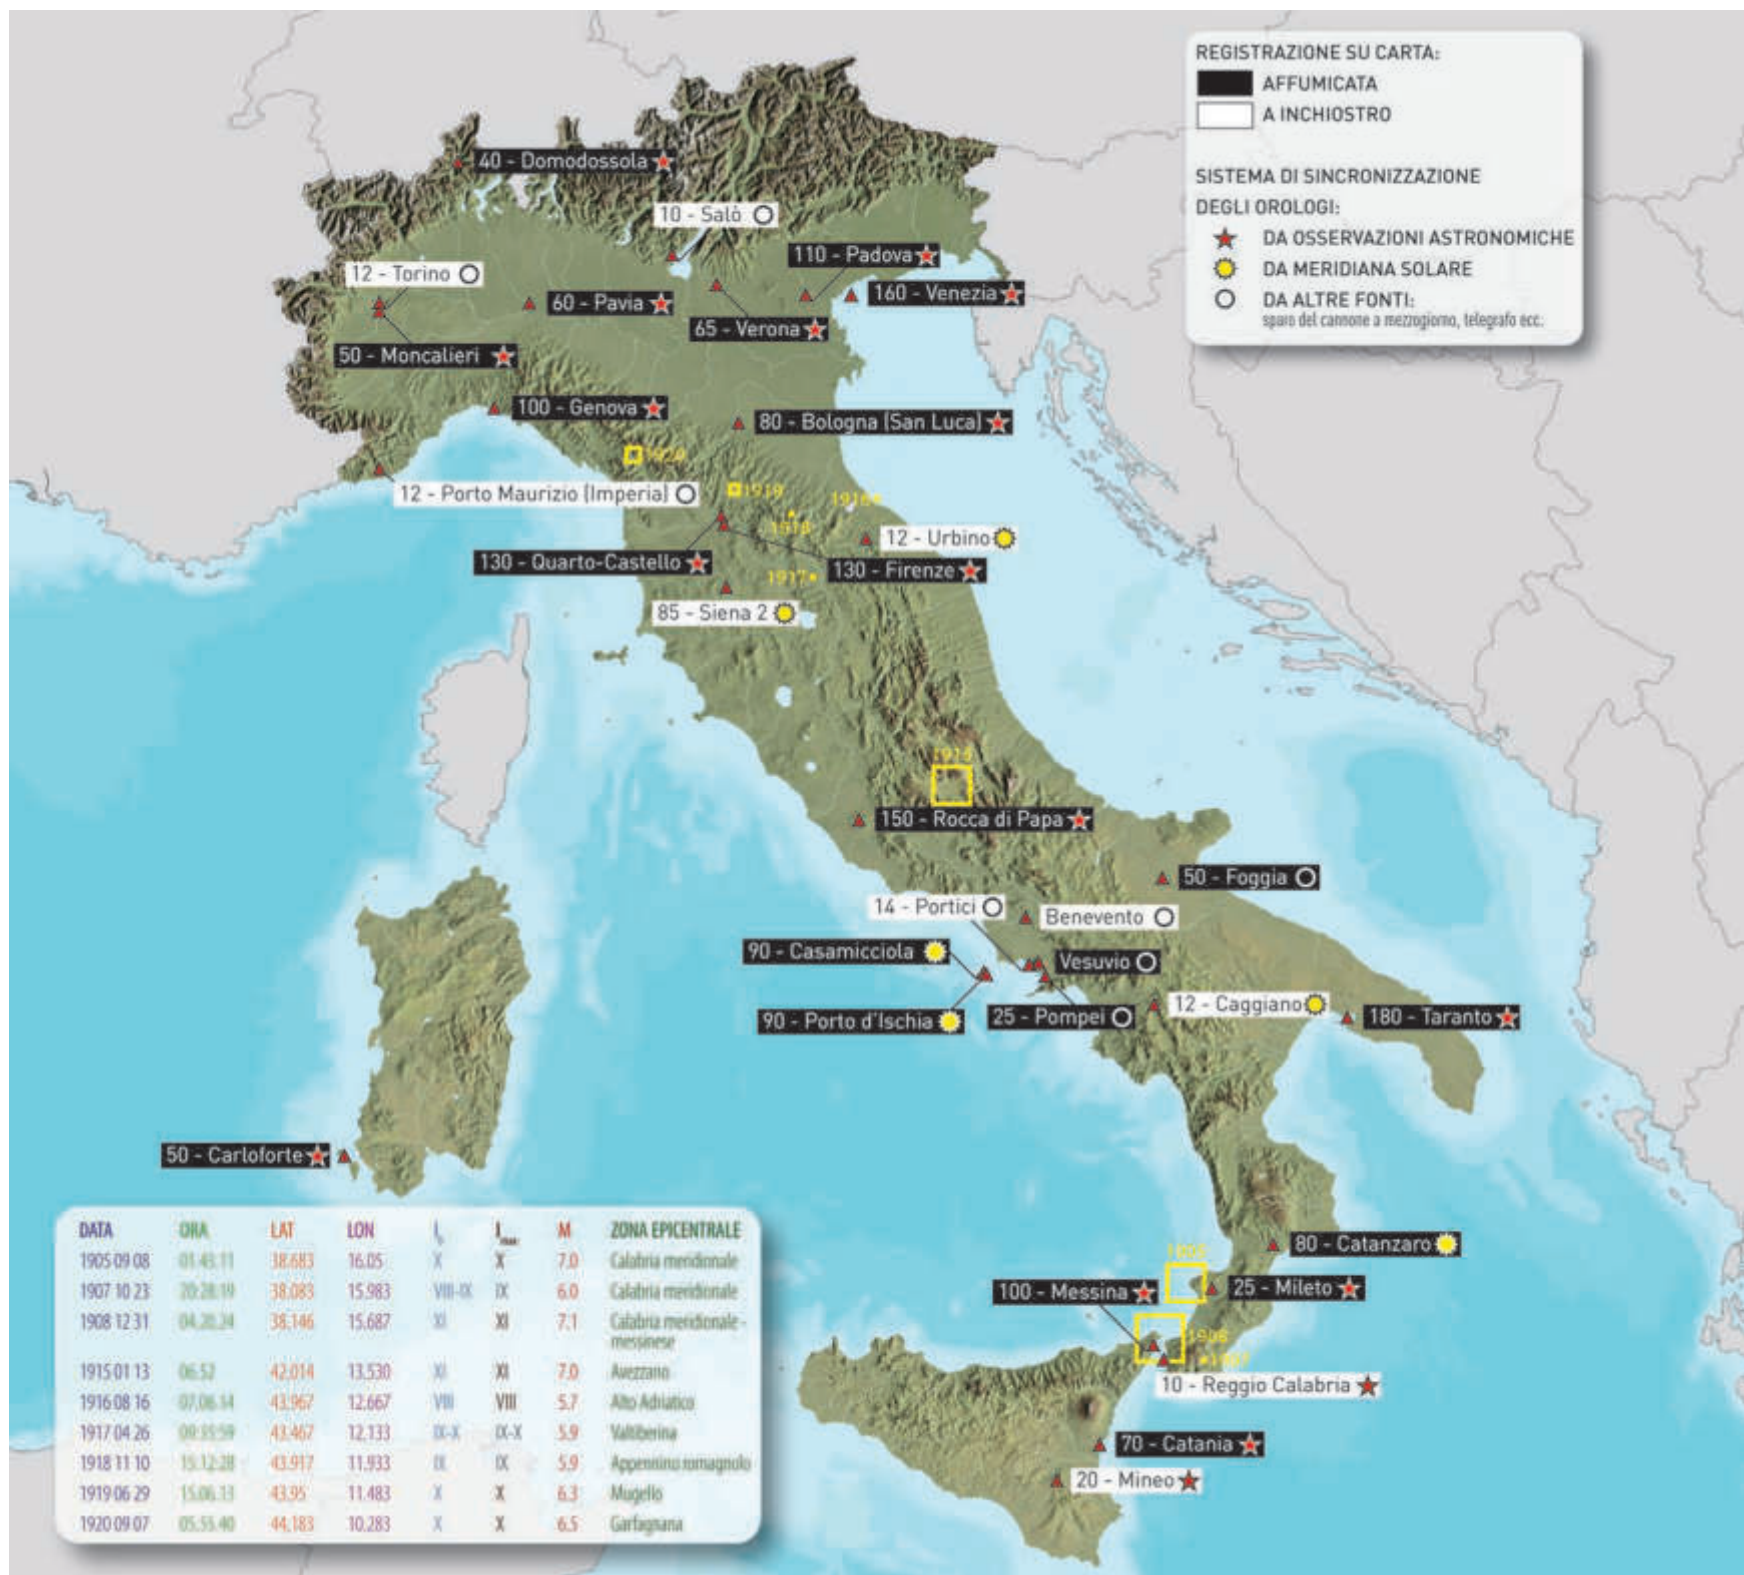 REGISTRAZIONE SU CARTA:
AFFUMICATA
A INCHIOSTRO
SISTEMA DI SINCRONIZZAZIONE
DEGLI OROLOGI:
DA OSSERVAZIONI ASTRONOMICHE
DA MERIDIANA SOLARE
DA ALTRE FONTI:
sparo del cannone a mezzogiorno, telegrafo ecc.
40 - Domodossola
10 - Salò
110 - Padova
12 - Torino
160 - Venezia
60 - Pavia
65 - Verona
50 - Moncalieri
100 - Genova
80 - Bologna (San Luca)
1920
12 - Porto Maurizio (Imperia)
1919
1916
1918
12 - Urbino
130 - Quarto-Castello
130 - Firenze
1917
85 - Siena 2
1915
150 - Rocca di Papa
50 - Foggia
14 - Portici
Benevento
90 - Casamicciola
Vesuvio
12 - Caggiano
90 - Porto d'Ischia
25 - Pompei
180 - Taranto
50 - Carloforte
80 - Catanzaro
1905
100 - Messina
25 - Mileto
1908
1907
10 - Reggio Calabria
70 - Catania
20 - Mineo
DATA ORA LAT LON I M ZONA EPICENTRALE
1905 09 08 01.43.11 38.683 16.05 X X 7.0 Calabria meridionale
1907 10 23 20:28:19 38.083 15.983 VIII-IX IX 6.0 Calabria meridionale
1908 12 31 04.20.24 38.146 15.687 XI XI 7.1 Calabria meridionale -
messinese
1915 01 13 06.52 42.014 13.530 XI XI 7.0 Avezzano
1916 08 16 07.06.14 43.967 12.667 VIII VIII 5.7 Alto Adriatico
1917 04 26 09:35:59 43.467 12.133 IX-X IX-X 5.9 Valtiberina
1918 11 10 15.12.28 43.917 11.933 IX IX 5.9 Appennino romagnolo
1919 06 29 15.06.13 43.95 11.483 X X 6.3 Mugello
1920 09 07 05.55.40 44.183 10.283 X X 6.5 Garfagnana